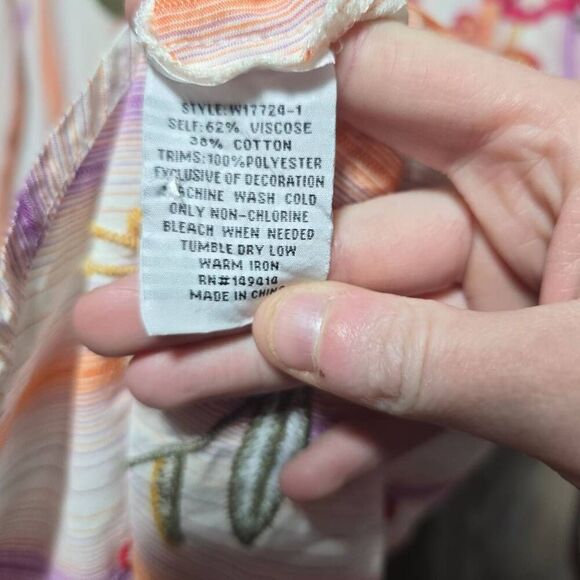 STYLE:W17724-1
SELF:62% VISCOSE
38% COTTON
TRIMS:100%POLYESTER
EXCLUSIVE OF DECORATION
MACHINE WASH COLD
ONLY NON-CHLORINE
BLEACH WHEN NEEDED
TUMBLE DRY LOW
WARM IRON
RN#149414
MADE IN CHINA